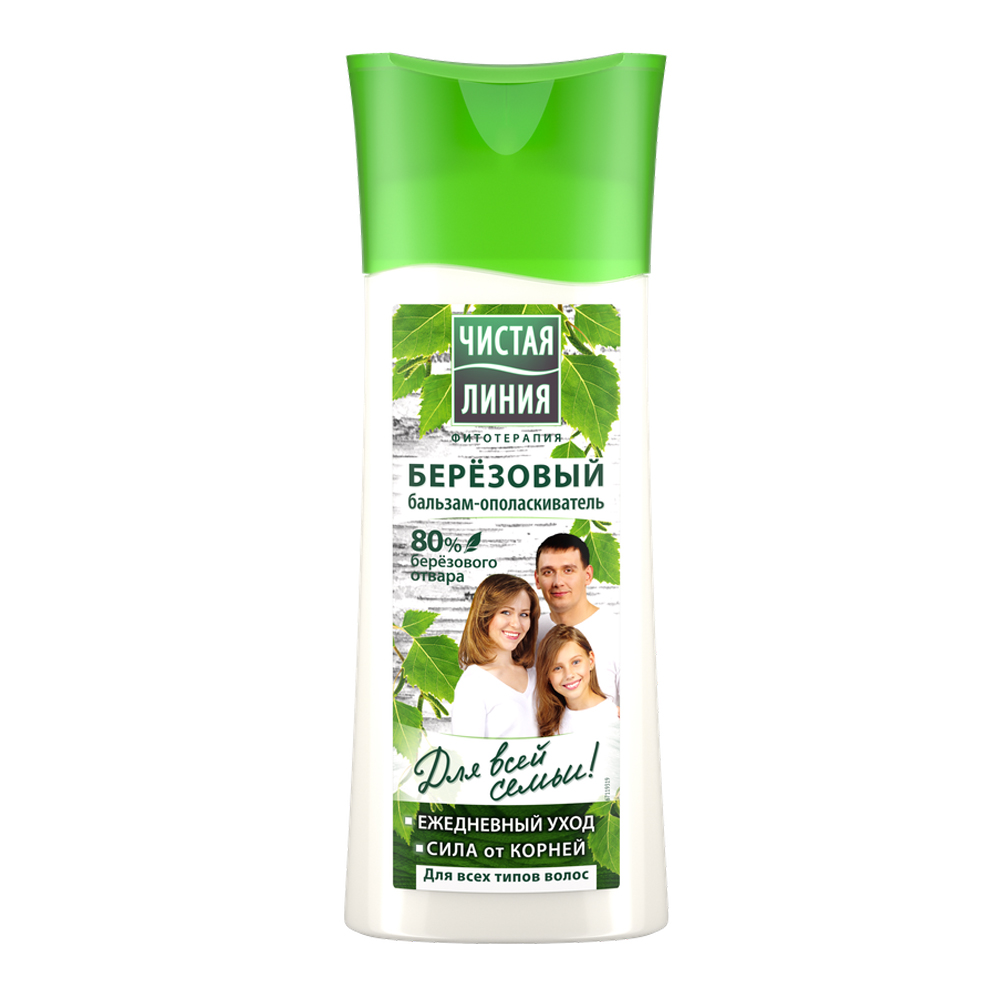 ЧИСТАЯ
ЛИНИЯ
ФИТОТЕРАПИЯ
БЕРЁЗОВЫЙ
бальзам-ополаскиватель
80%
берёзового
отвара
Для всей
семьи!
▪ ЕЖЕДНЕВНЫЙ УХОД
▪ СИЛА от КОРНЕЙ
Для всех типов волос